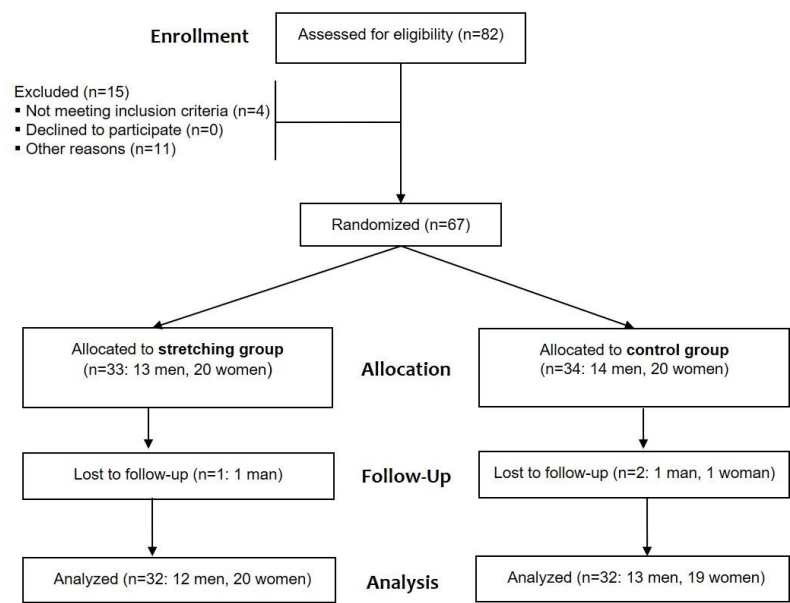 Enrollment
Assessed for eligibility (n=82)
Excluded (n=15)
▪ Not meeting inclusion criteria (n=4)
▪ Declined to participate (n=0)
▪ Other reasons (n=11)
Randomized (n=67)
Allocated to stretching group
(n=33: 13 men, 20 women)
Allocation
Allocated to control group
(n=34: 14 men, 20 women)
Lost to follow-up (n=1: 1 man)
Follow-Up
Lost to follow-up (n=2: 1 man, 1 woman)
Analyzed (n=32: 12 men, 20 women)
Analysis
Analyzed (n=32: 13 men, 19 women)